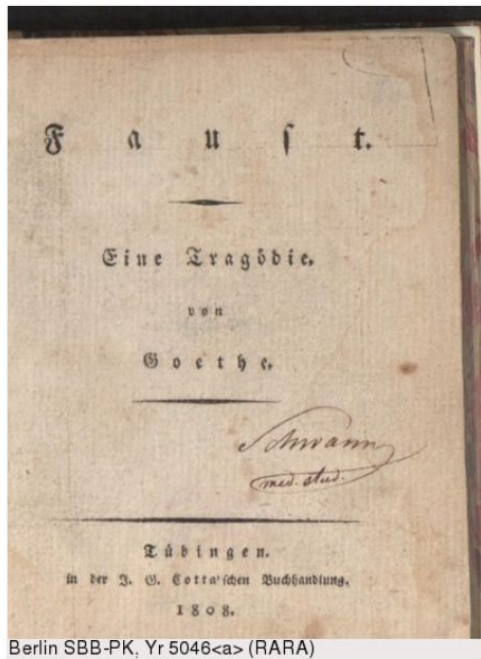 Fauſt.
Eine Tragödie.
von
Goethe.
Schwann
med. stud.
Tübingen.
in der J. G. Cotta'schen Buchhandlung.
1808.
Berlin SBB-PK, Yr 5046<a> (RARA)